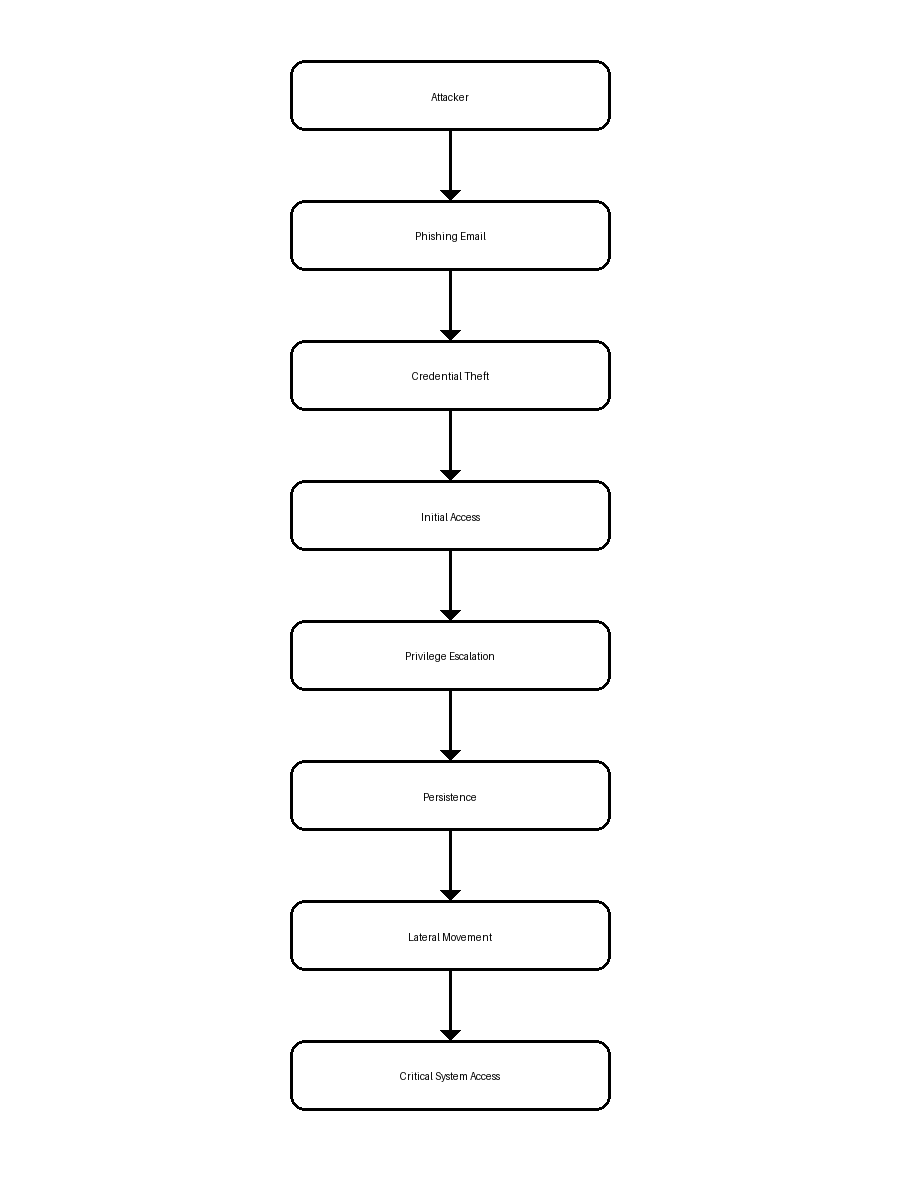 Attacker
Phishing Email
Credential Theft
Initial Access
Privilege Escalation
Persistence
Lateral Movement
Critical System Access